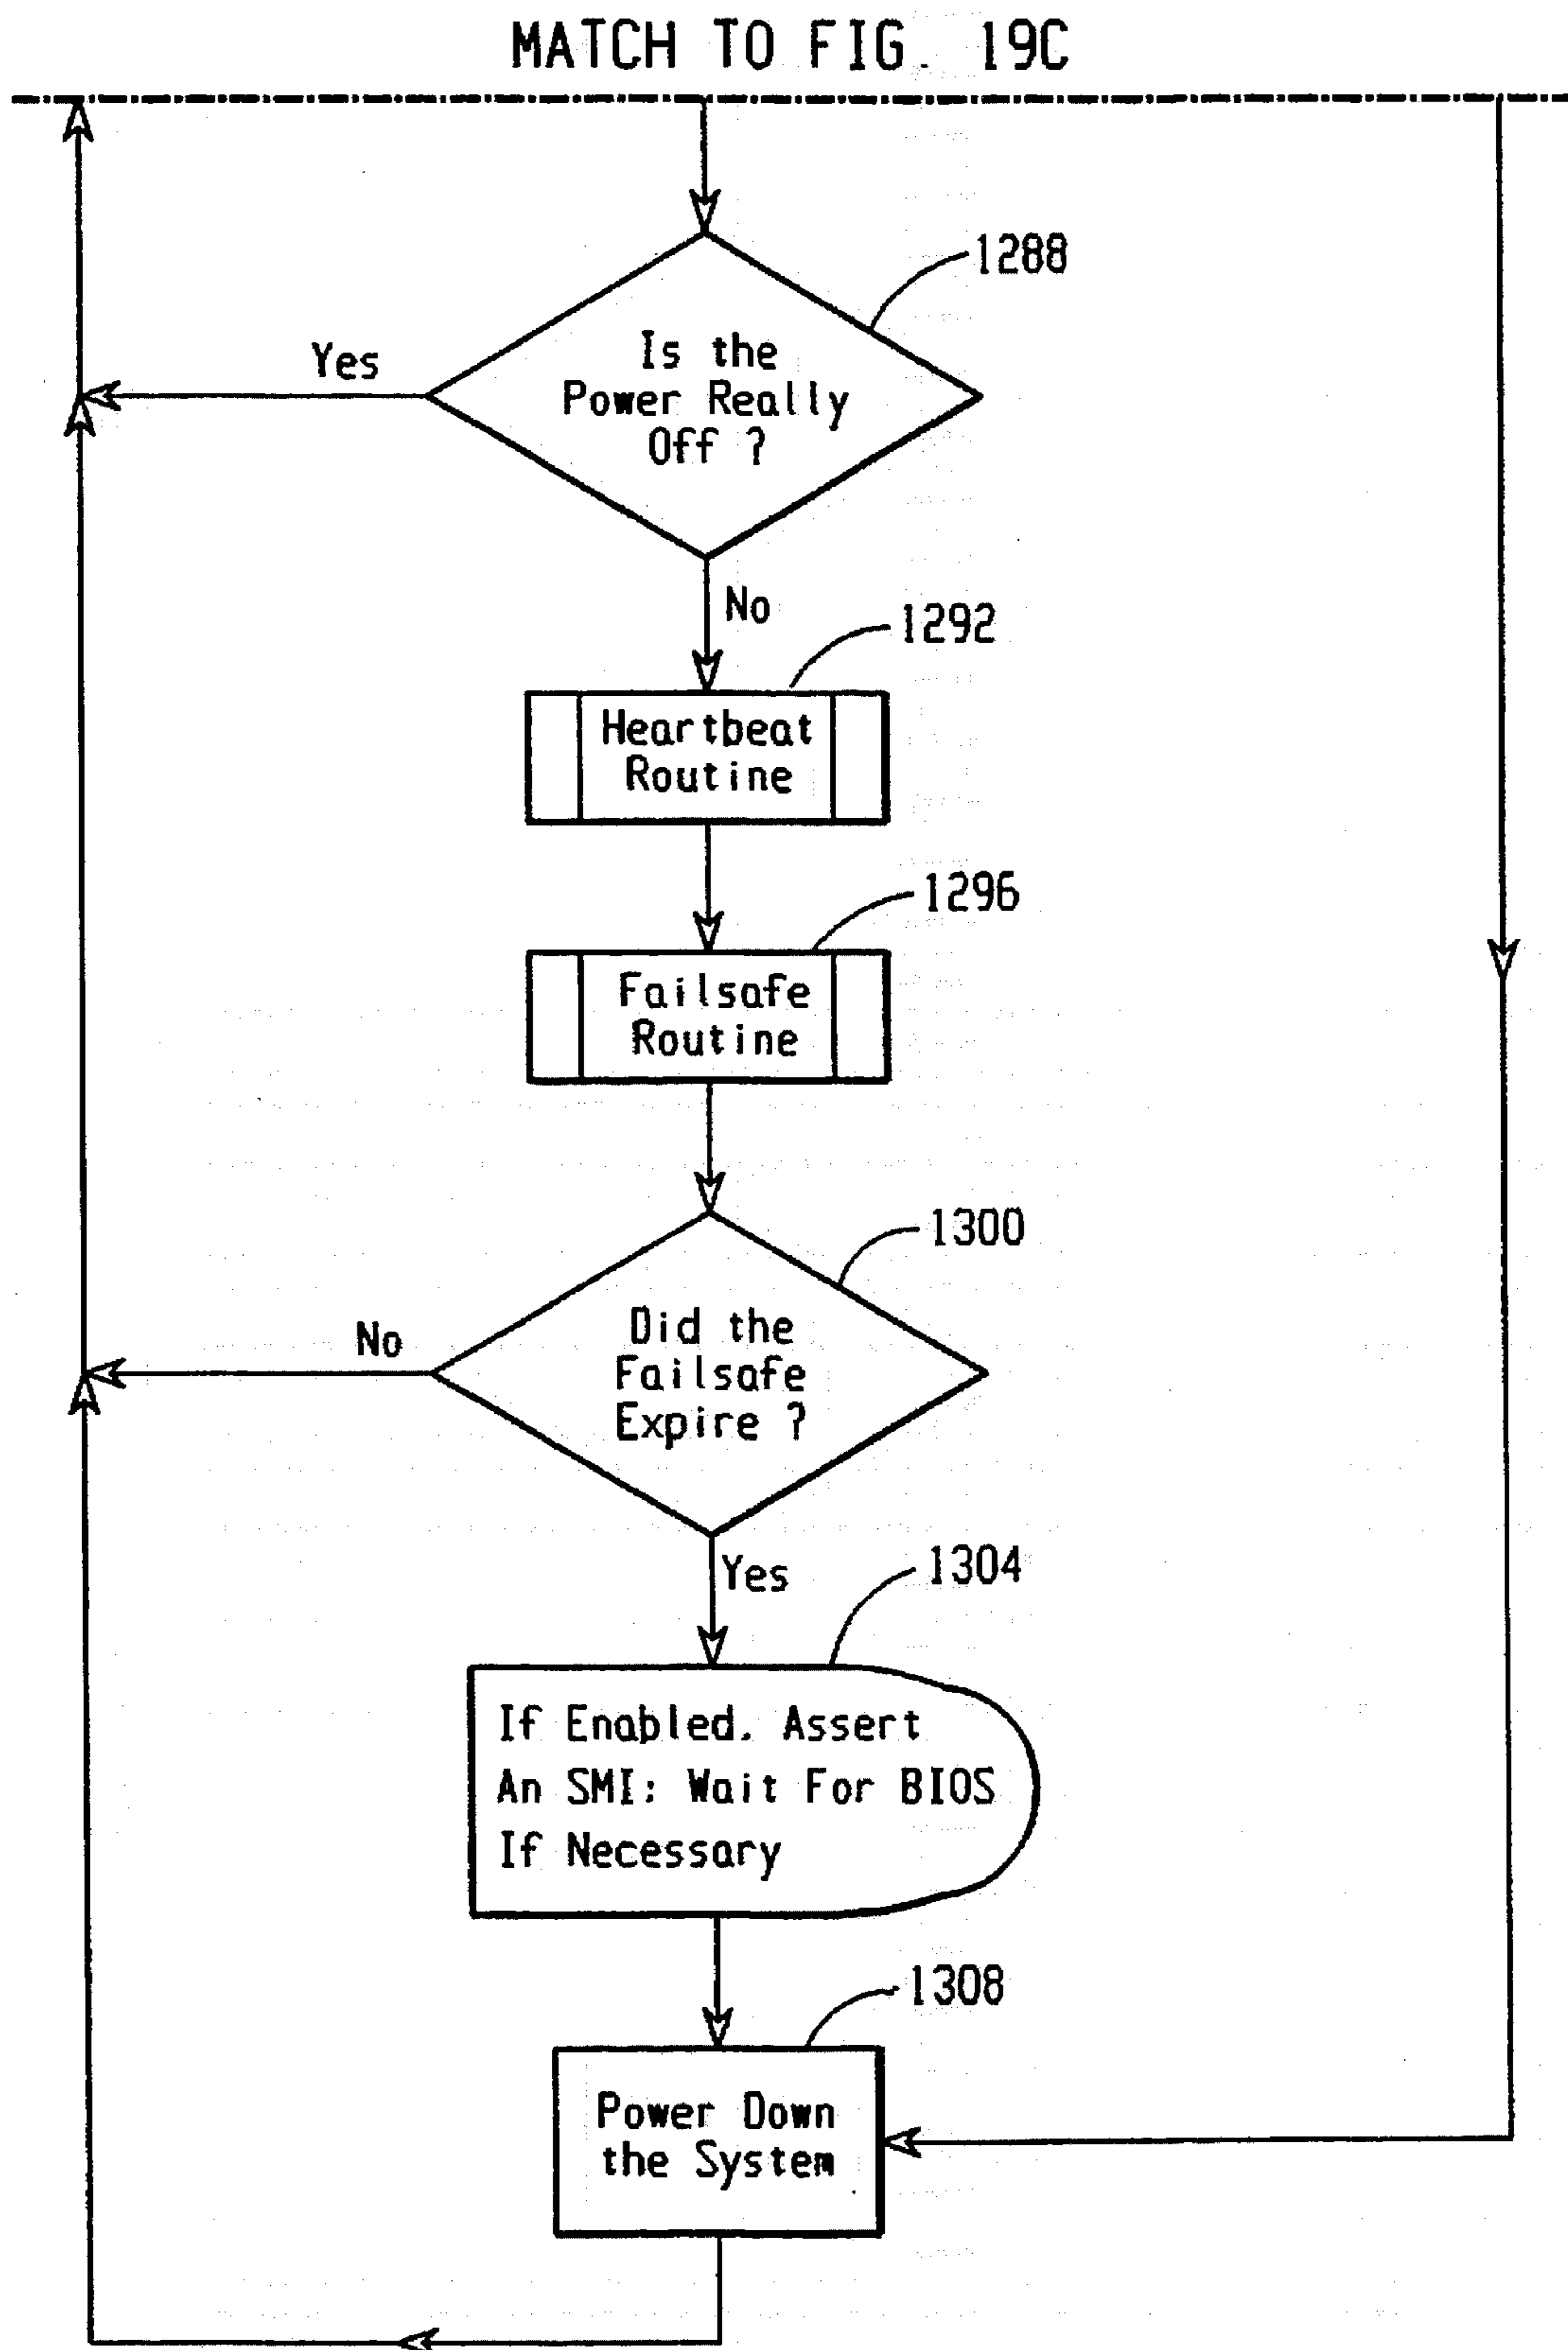 MATCH TO FIG. 19C
1288
Is the
Power Really
Off ?
Yes
No
1292
Heartbeat
Routine
1296
Failsafe
Routine
1300
Did the
Failsafe
Expire ?
No
Yes
1304
If Enabled, Assert
An SMI; Wait For BIOS
If Necessary
1308
Power Down
the System